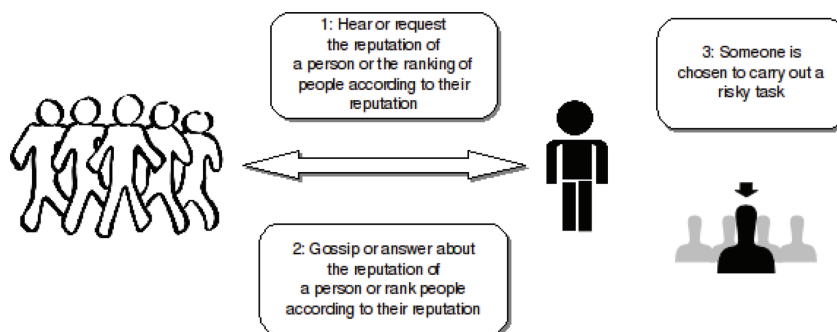 1: Hear or request
the reputation of
a person or the ranking of
people according to their
reputation
3: Someone is
chosen to carry out a
risky task
2: Gossip or answer about
the reputation of
a person or rank people
according to their reputation